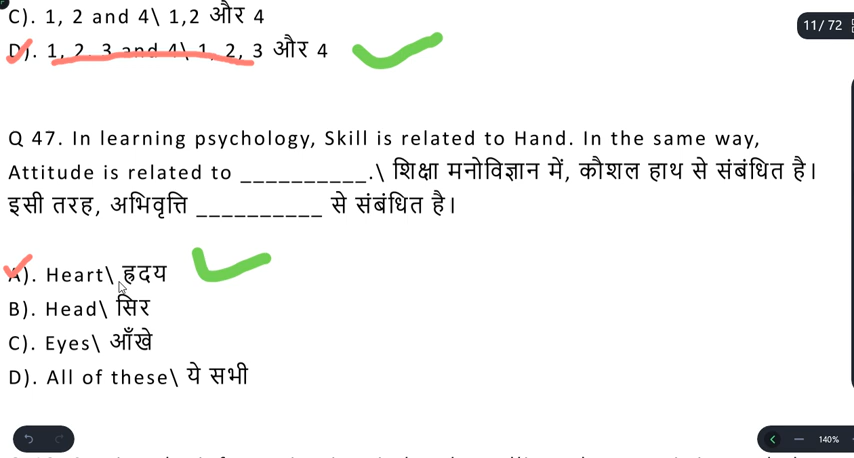 C). 1, 2 and 4\ 1,2 और 4
11/ 72
D). 1, 2, 3 and 4\ 1, 2, 3 और 4
Q 47. In learning psychology, Skill is related to Hand. In the same way,
Attitude is related to __________.\ शिक्षा मनोविज्ञान में, कौशल हाथ से संबंधित है।
इसी तरह, अभिवृत्ति __________ से संबंधित है।
A). Heart\ ह्रदय
B). Head\ सिर
C). Eyes\ आँखे
D). All of these\ ये सभी
140%